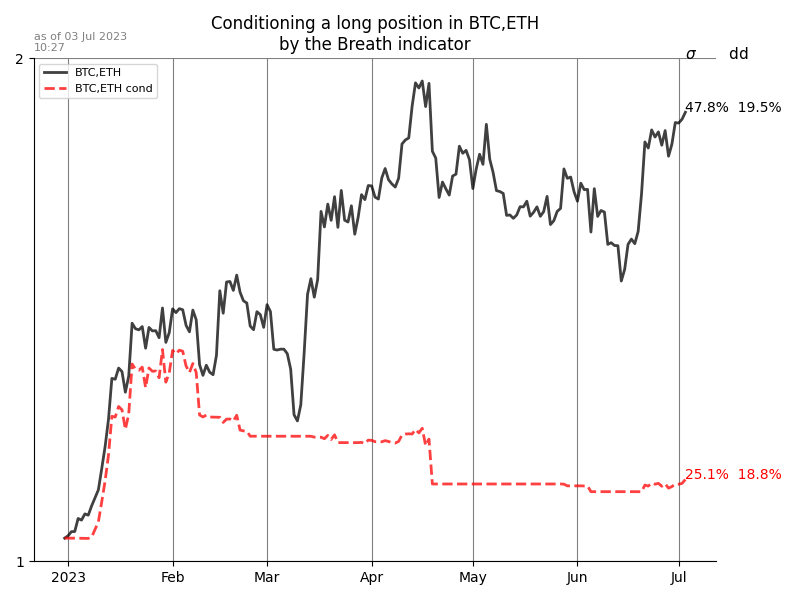 Conditioning a long position in BTC,ETH
by the Breath indicator
as of 03 Jul 2023
10:27
σ dd
2
BTC,ETH
BTC,ETH cond
47.8% 19.5%
25.1% 18.8%
1
2023 Feb Mar Apr May Jun Jul